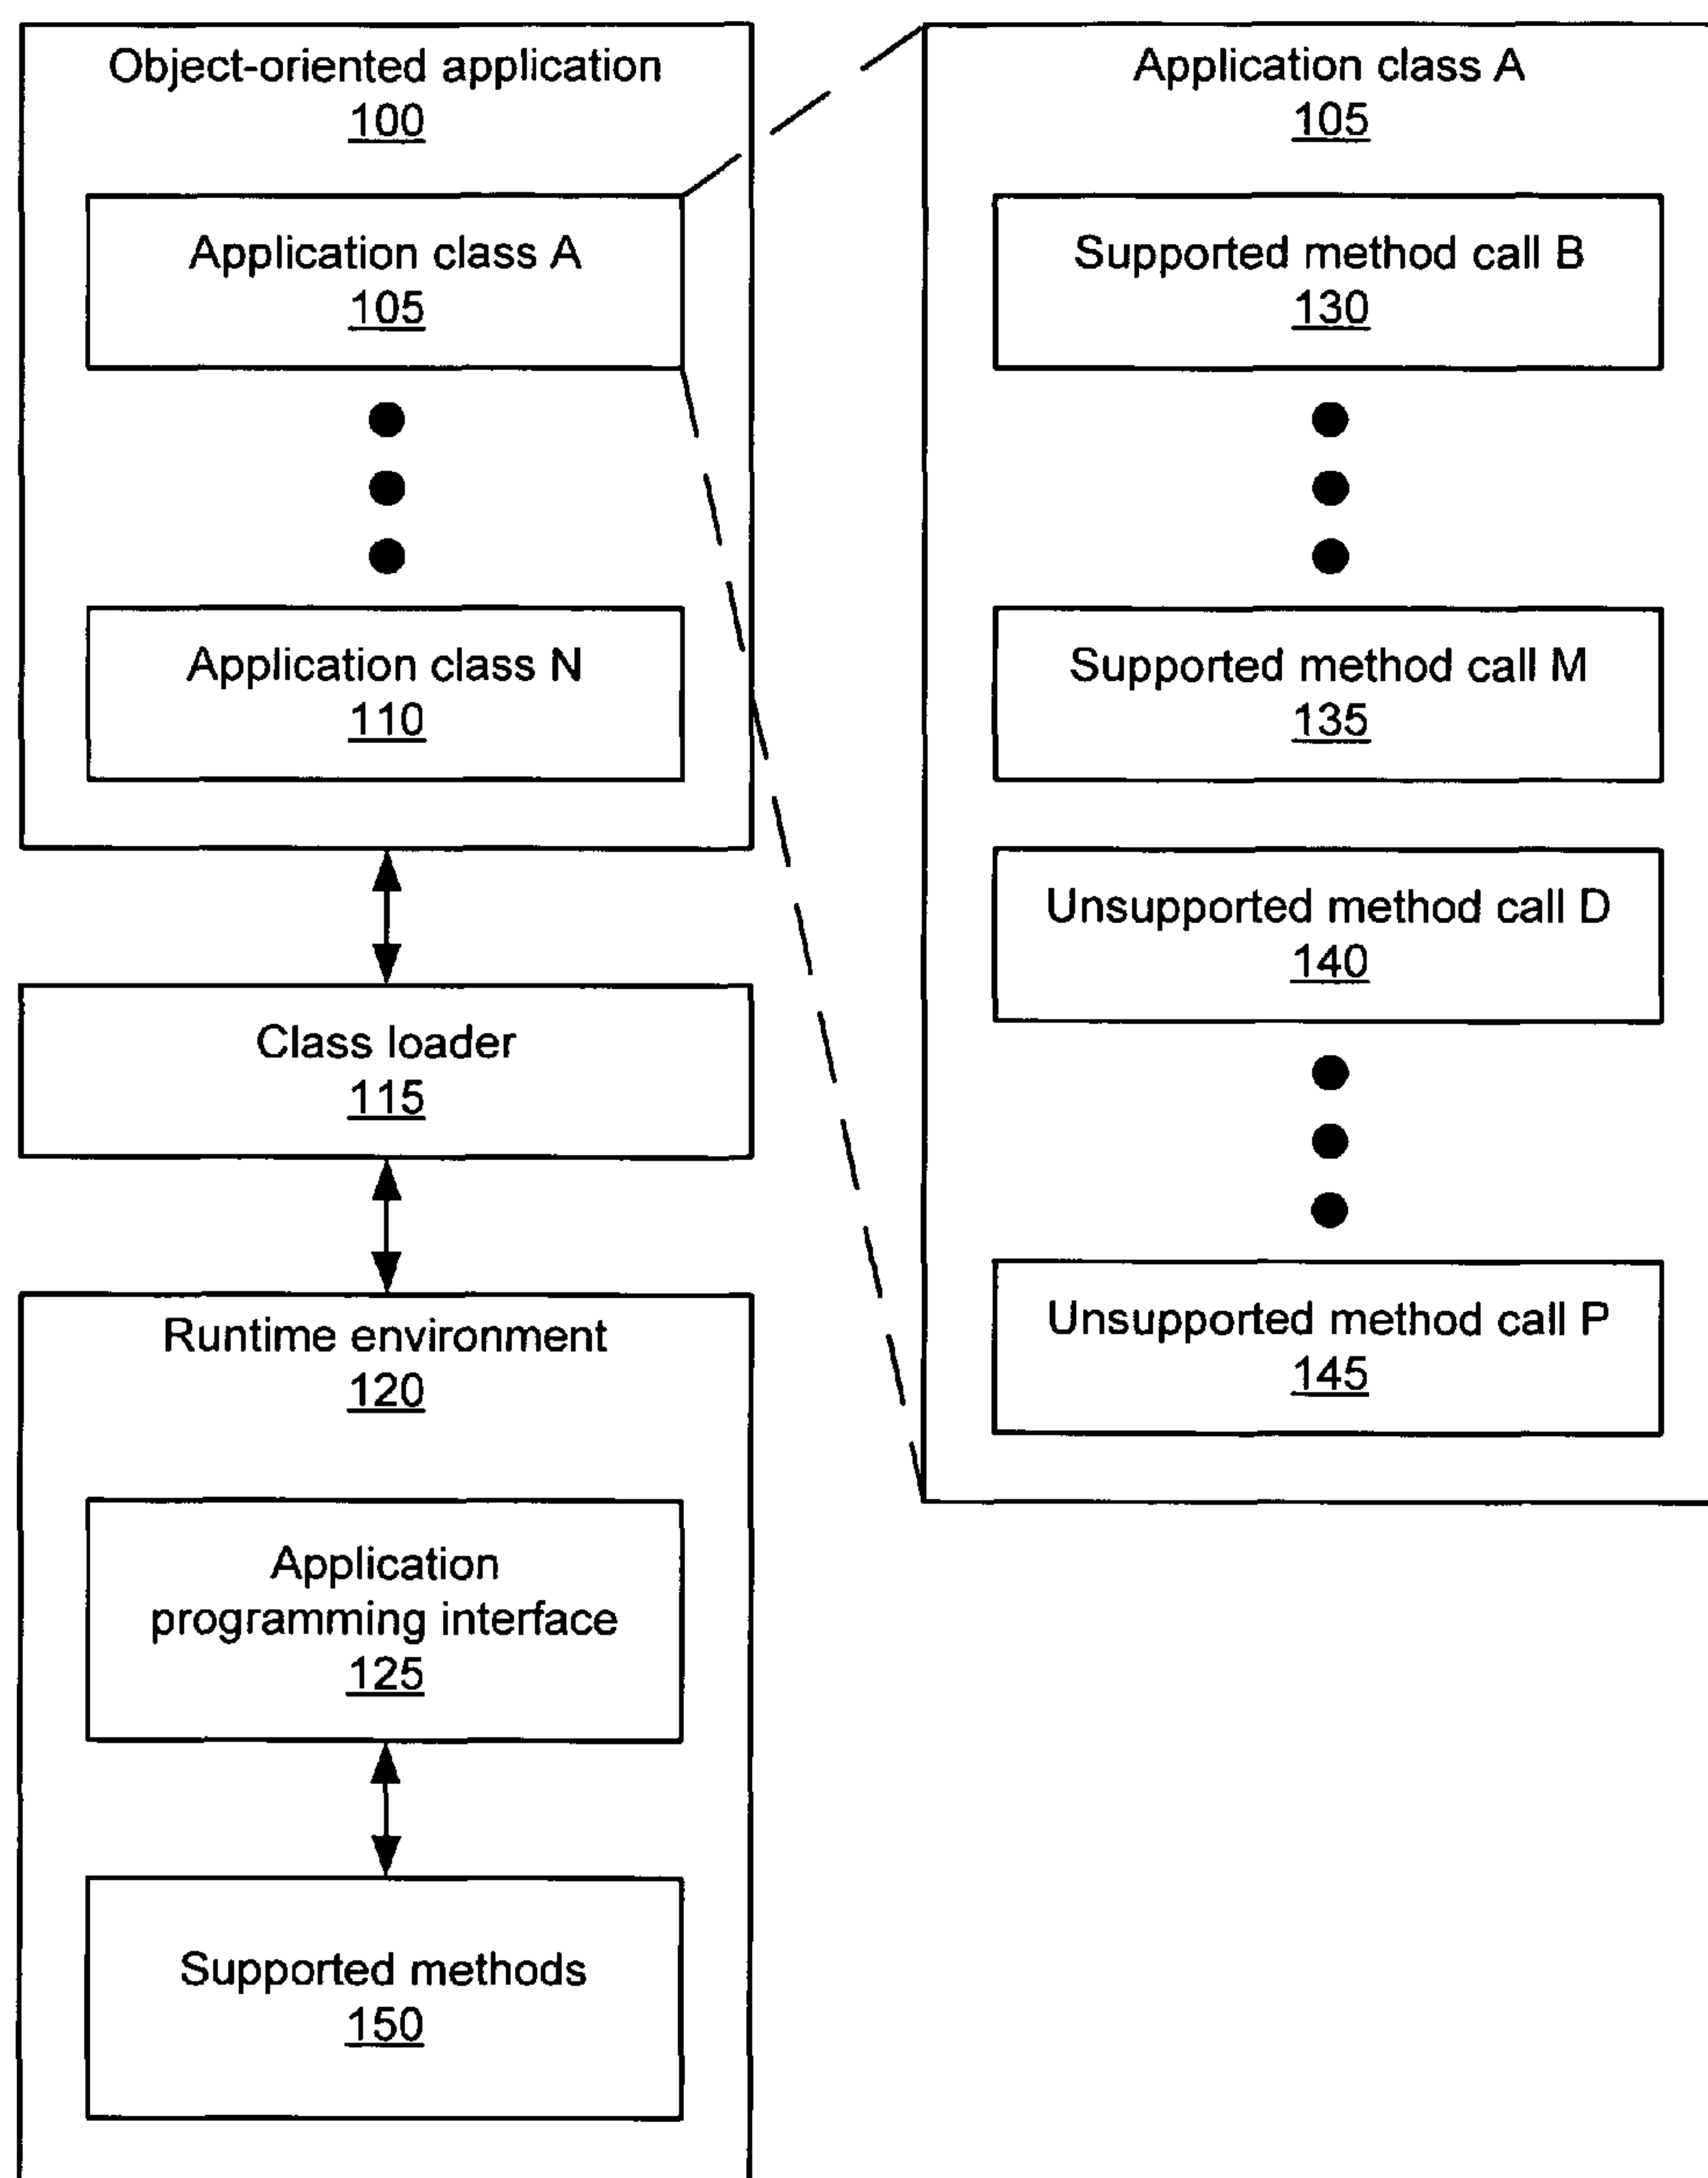 Object-oriented application
100
Application class A
105
Application class N
110
Class loader
115
Runtime environment
120
Application
programming interface
125
Supported methods
150
Application class A
105
Supported method call B
130
Supported method call M
135
Unsupported method call D
140
Unsupported method call P
145